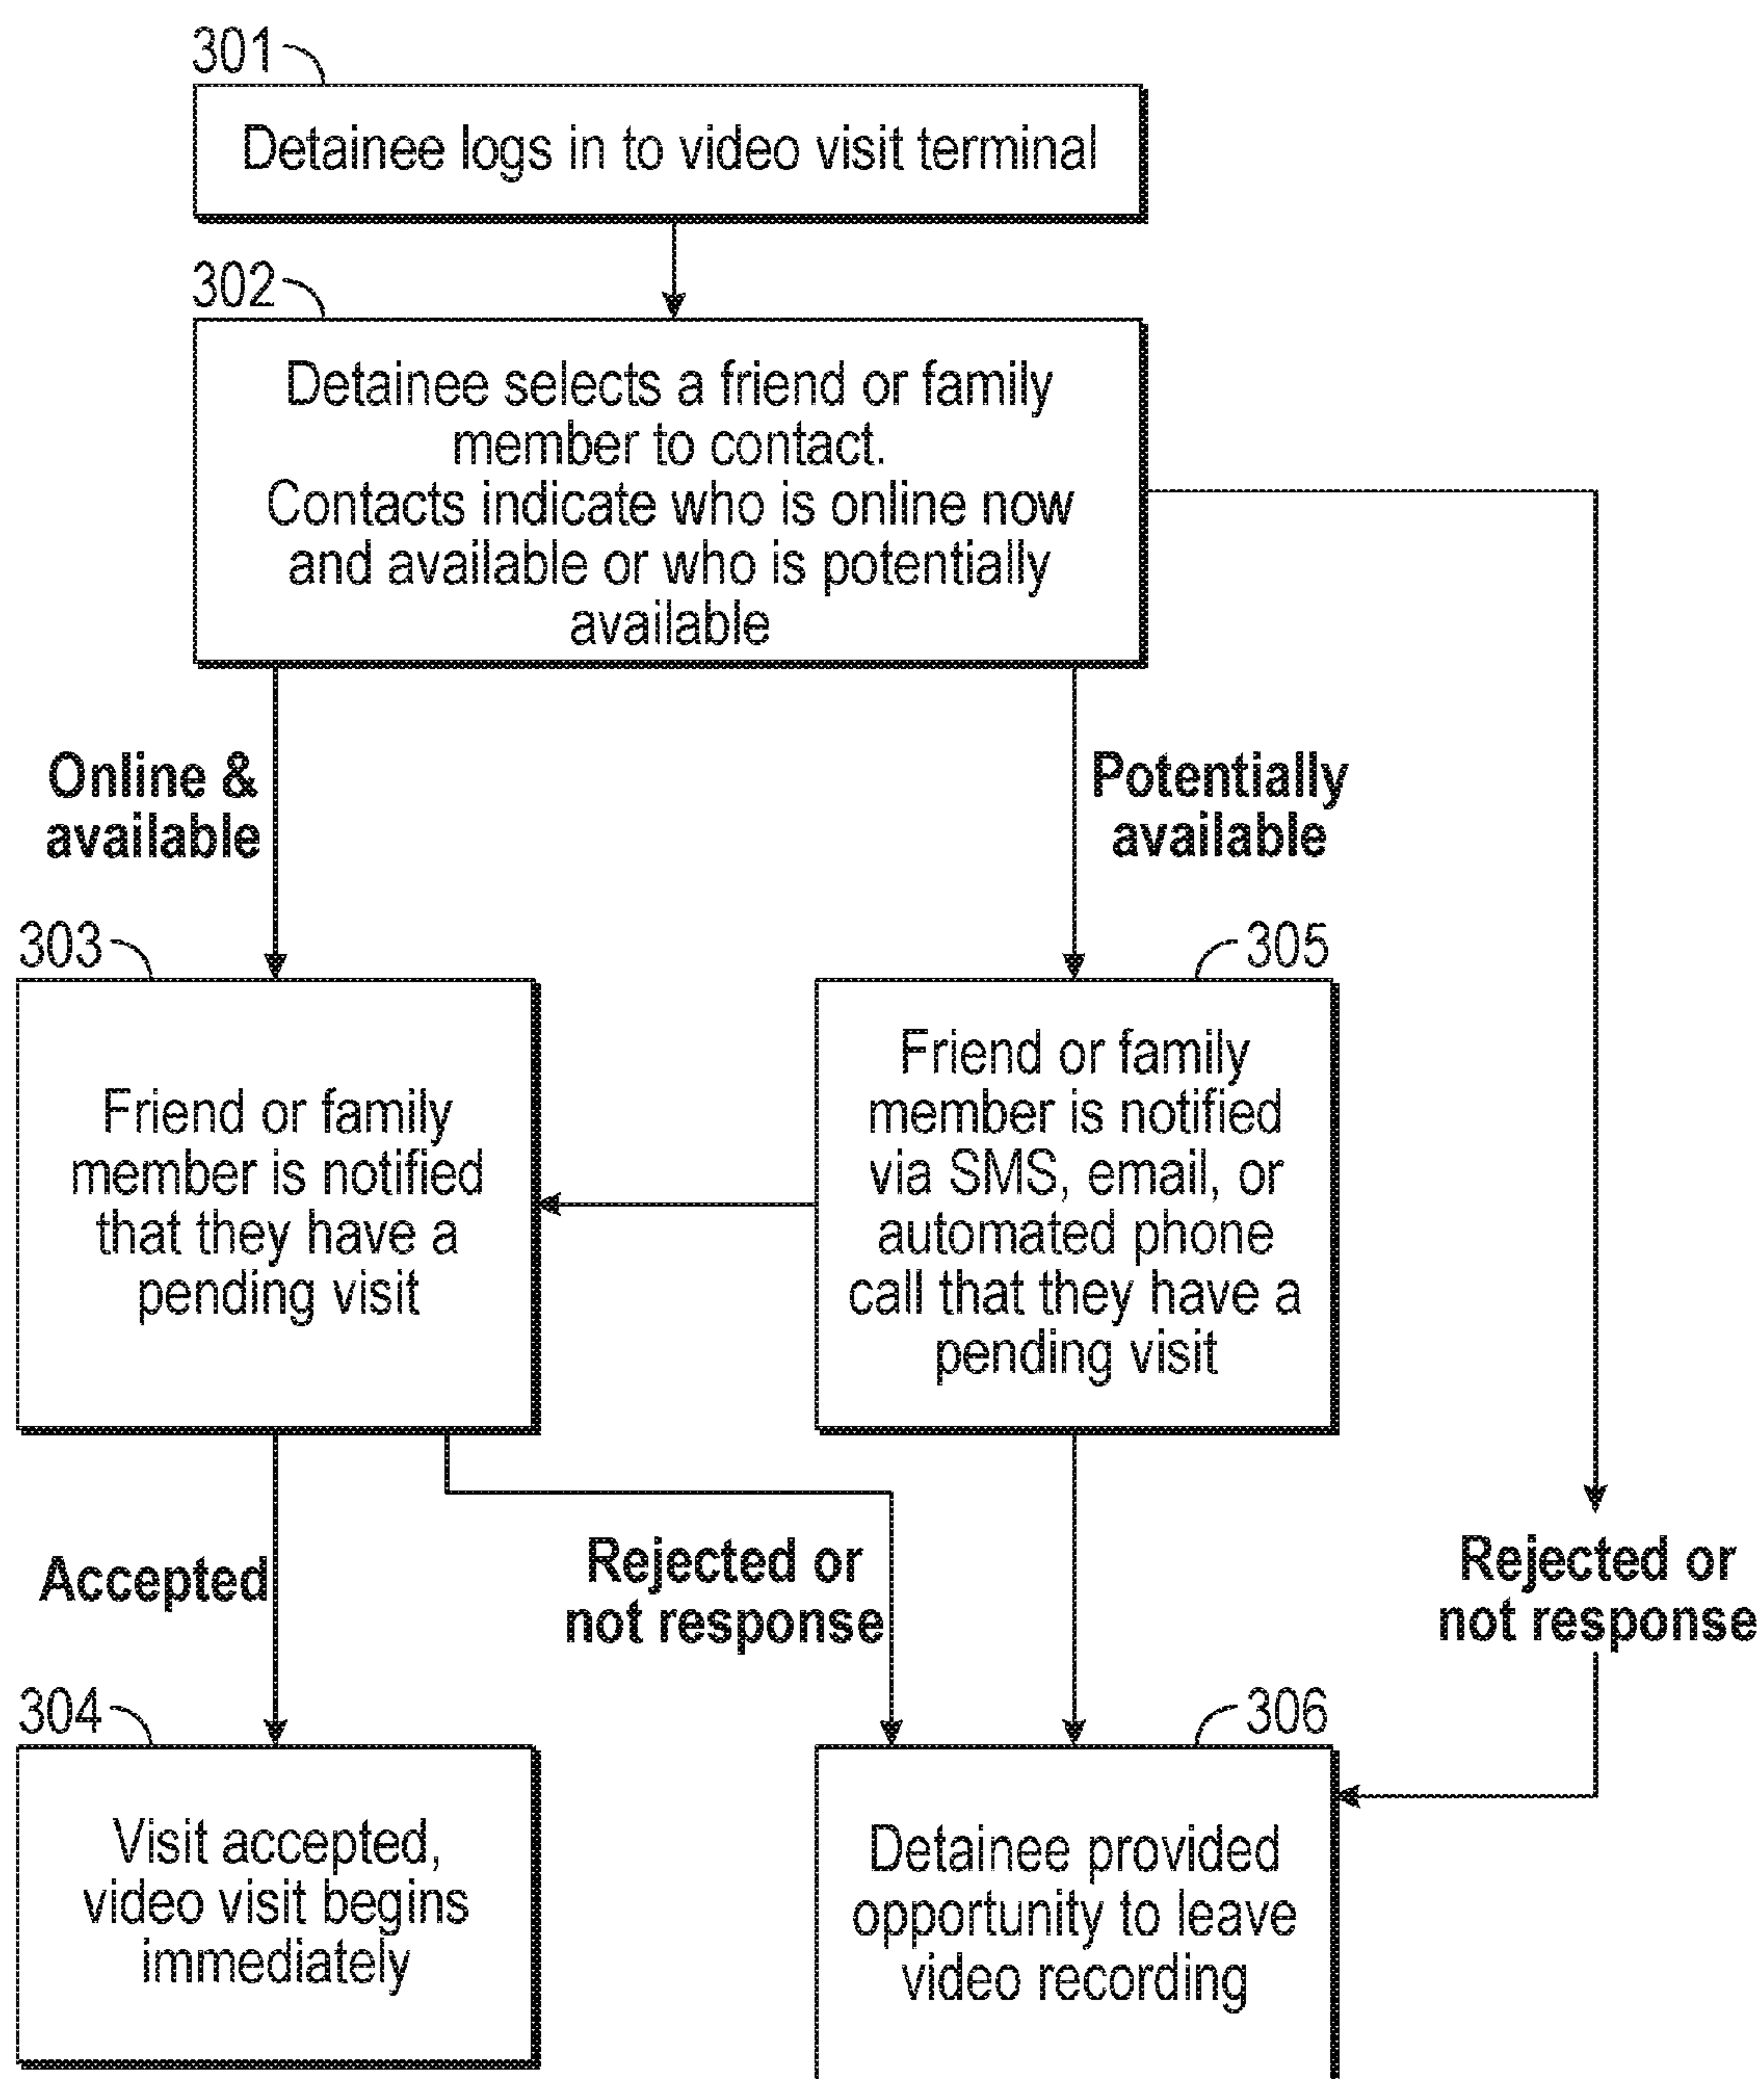 301
Detainee logs in to video visit terminal
302
Detainee selects a friend or family
member to contact.
Contacts indicate who is online now
and available or who is potentially
available
Online &
available
Potentially
available
303
Friend or family
member is notified
that they have a
pending visit
305
Friend or family
member is notified
via SMS, email, or
automated phone
call that they have a
pending visit
Accepted
Rejected or
not response
Rejected or
not response
304
Visit accepted,
video visit begins
immediately
306
Detainee provided
opportunity to leave
video recording